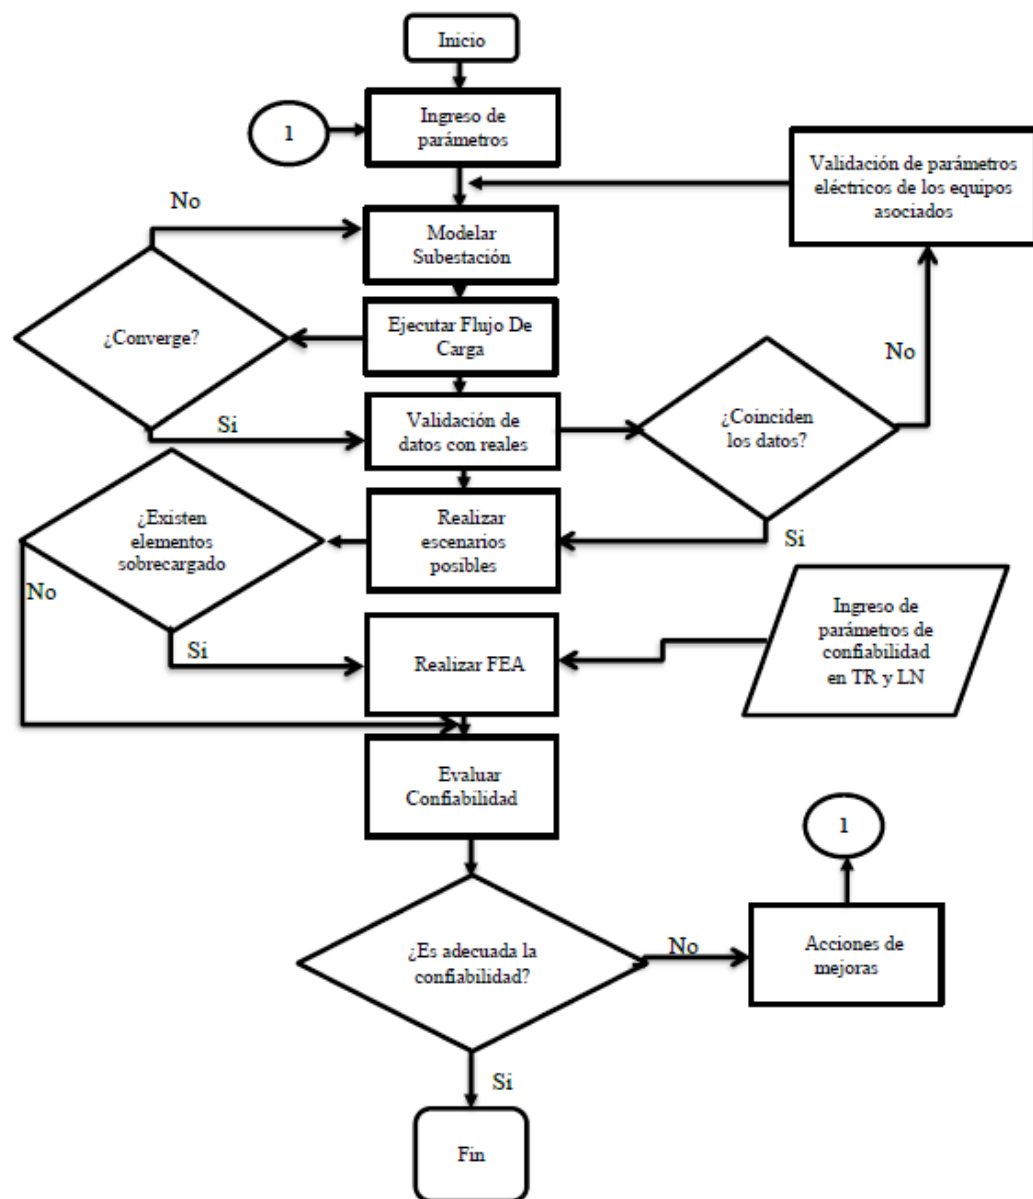 Inicio
1
Ingreso de
parámetros
Validación de parámetros
eléctricos de los equipos
asociados
No
Modelar
Subestación
¿Converge?
Ejecutar Flujo De
Carga
No
Si
Validación de
datos con reales
¿Coinciden
los datos?
¿Existen
elementos
sobrecargado
Realizar
escenarios
posibles
Si
No
Si
Realizar FEA
Ingreso de
parámetros de
confiabilidad
en TR y LN
Evaluar
Confiabilidad
1
¿Es adecuada la
confiabilidad?
No
Acciones de
mejoras
Si
Fin